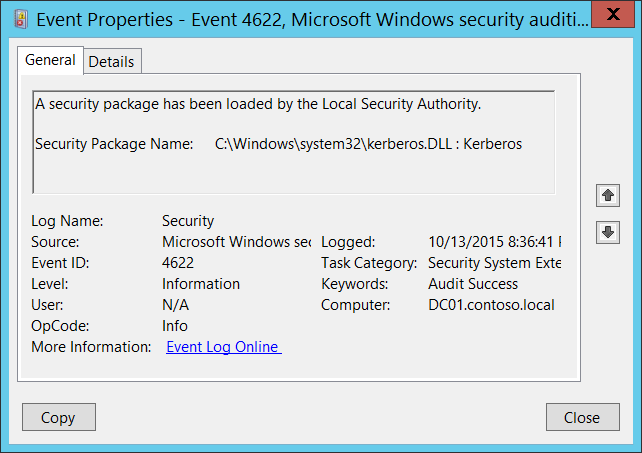 Event Properties - Event 4622, Microsoft Windows security auditi...
X
General
Details
A security package has been loaded by the Local Security Authority.
Security Package Name: C:\Windows\system32\kerberos.DLL : Kerberos
Log Name: Security
Source: Microsoft Windows sec Logged: 10/13/2015 8:36:41
Event ID: 4622 Task Category: Security System Exte
Level: Information Keywords: Audit Success
User: N/A Computer: DC01.contoso.local
OpCode: Info
More Information: Event Log Online
Copy
Close